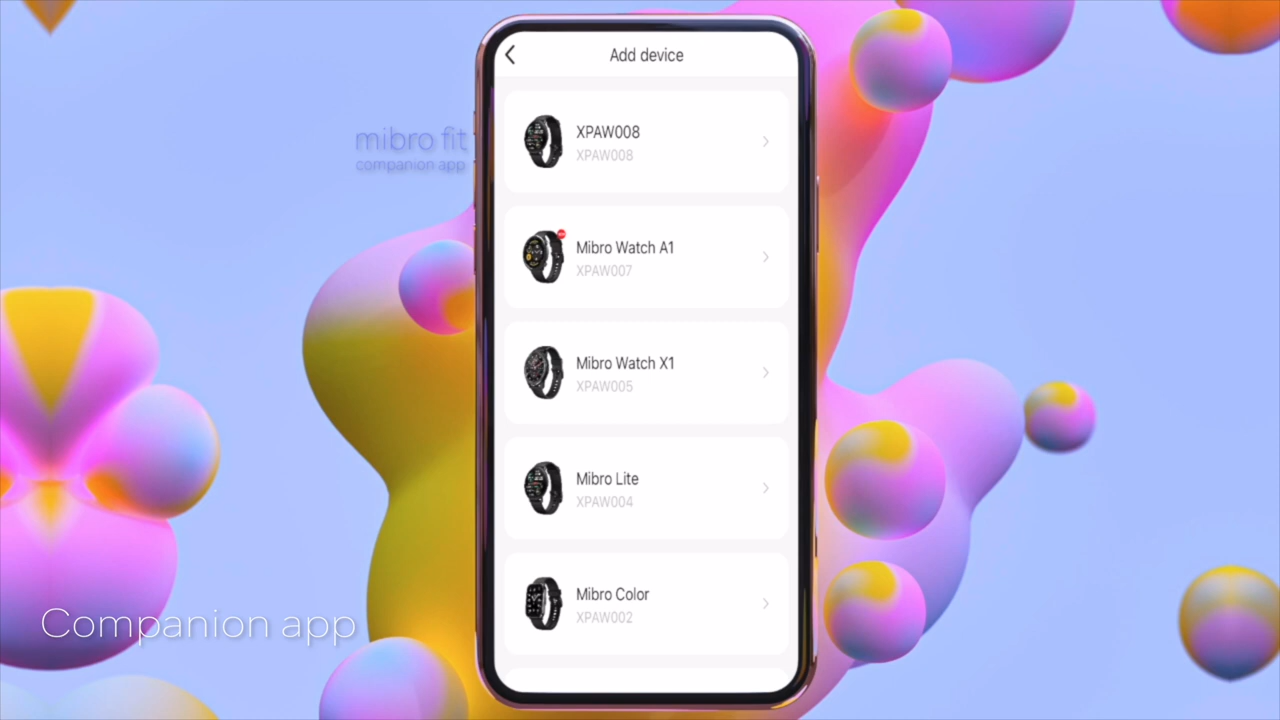 Add device
mibro fit
companion app
XPAW008
XPAW008
Mibro Watch A1
XPAW007
Mibro Watch X1
XPAW005
Mibro Lite
XPAW004
Mibro Color
XPAW002
Companion app